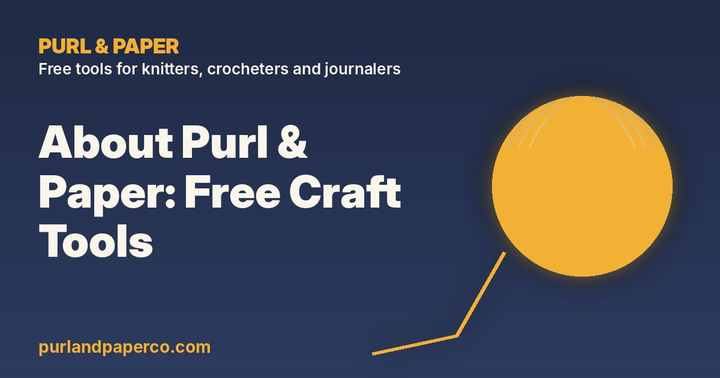 PURL & PAPER
Free tools for knitters, crocheters and journalers
About Purl &
Paper: Free Craft
Tools
purlandpaperco.com